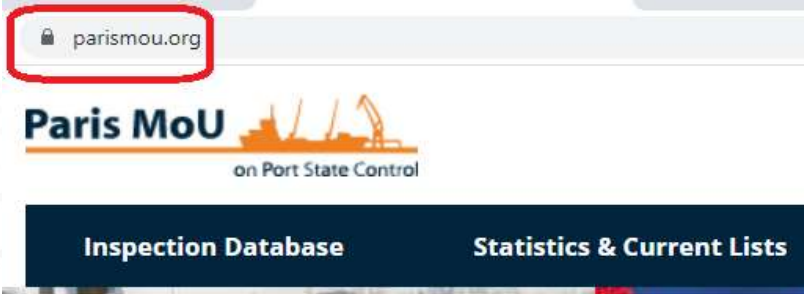 parismou.org
Paris MoU
on Port State Control
Inspection Database Statistics & Current Lists